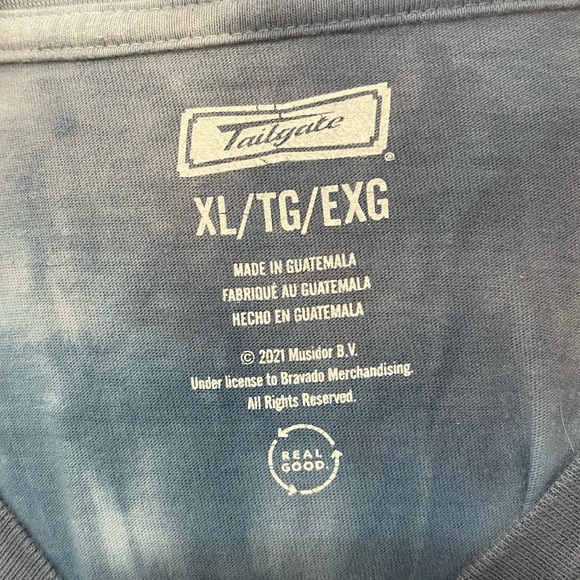 Tailgate®
XL/TG/EXG
MADE IN GUATEMALA
FABRIQUÉ AU GUATEMALA
HECHO EN GUATEMALA
© 2021 Musidor B.V.
Under license to Bravado Merchandising.
All Rights Reserved.
REAL
GOOD.